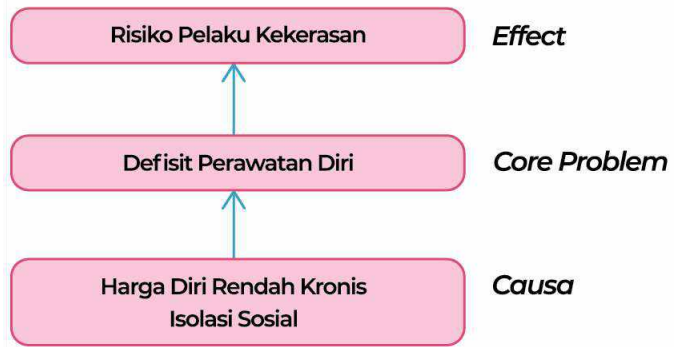 Risiko Pelaku Kekerasan
Effect
Defisit Perawatan Diri
Core Problem
Harga Diri Rendah Kronis
Isolasi Sosial
Causa